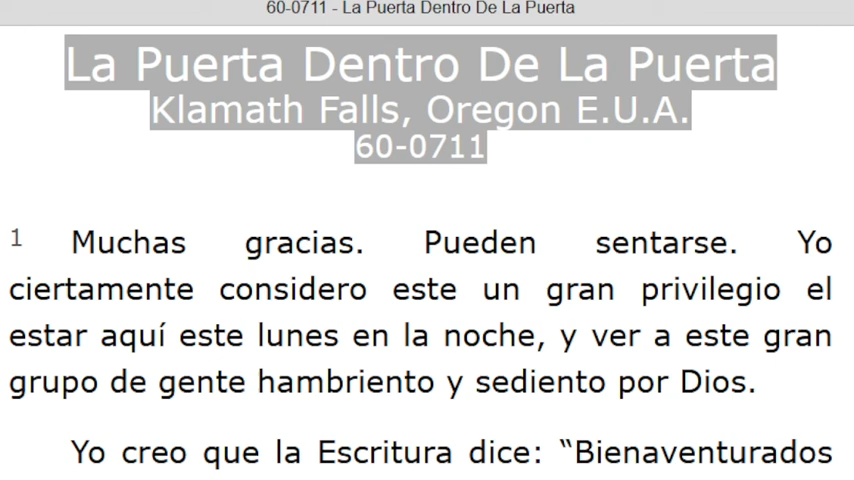 60-0711 - La Puerta Dentro De La Puerta
La Puerta Dentro De La Puerta
Klamath Falls, Oregon E.U.A.
60-0711
1 Muchas gracias. Pueden sentarse. Yo
ciertamente considero este un gran privilegio el
estar aquí este lunes en la noche, y ver a este gran
grupo de gente hambriento y sediento por Dios.
Yo creo que la Escritura dice: “Bienaventurados